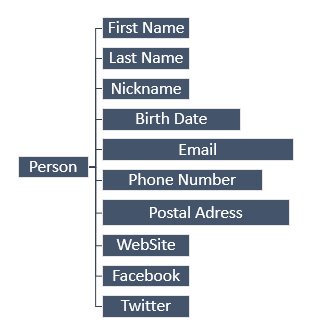 First Name
Last Name
Nickname
Birth Date
Email
Person
Phone Number
Postal Adress
WebSite
Facebook
Twitter